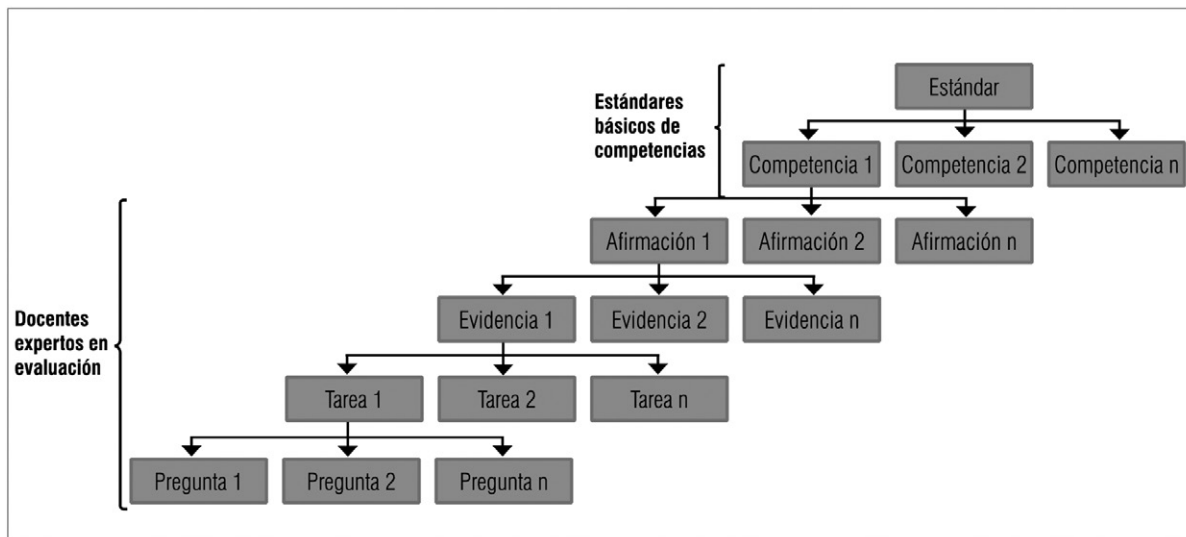 Estándares
básicos de
competencias
Estándar
Competencia 1
Competencia 2
Competencia n
Afirmación 1
Afirmación 2
Afirmación n
Docentes
expertos en
evaluación
Evidencia 1
Evidencia 2
Evidencia n
Tarea 1
Tarea 2
Tarea n
Pregunta 1
Pregunta 2
Pregunta n